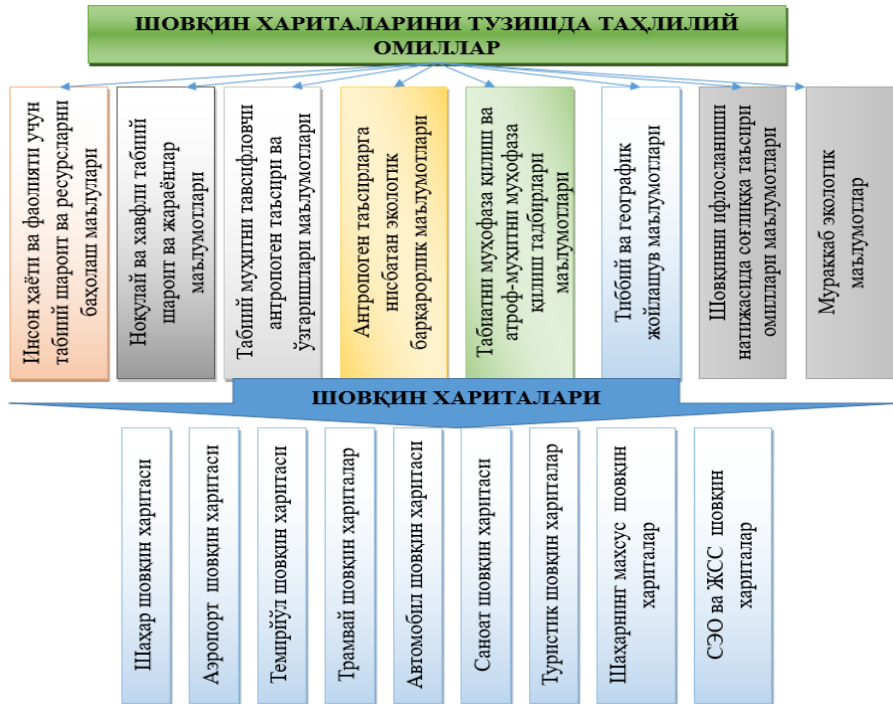 ШОВҚИН ХАРИТАЛАРИНИ ТУЗИШДА ТАҲЛИЛИЙ
ОМИЛЛАР
Инсон ҳаёти ва фаолияти учун
табиий шароит ва ресурсларни
баҳолаш маълулари
Ноқулай ва хавфли табиий
шароит ва жараёнлар
маълумотлари
Табиий муҳитни тавсифловчи
антропоген таъсири ва
ўзгаришлари маълумотлари
Антропоген таъсирларга
нисбатан экологик
барқарорлик маълумотлари
Табиатни муҳофаза қилиш ва
атроф-муҳитни муҳофаза
қилиш тадбирлари
маълумотлари
Тиббий ва географик
жойлашув маълумотлари
Шовқинни ифлосланиши
натижасида соғлиққа таъсири
омиллари маълумотлари
Мураккаб экологик
маълумотлар
ШОВҚИН ХАРИТАЛАРИ
Шаҳар шовқин харитаси
Аэропорт шовқин харитаси
Темирйўл шовқин харитаси
Трамвай шовқин хариталар
Автомобил шовқин харитаси
Саноат шовқин харитаси
Туристик шовқин хариталар
Шаҳарнинг махсус шовқин
хариталар
СЭО ва ЖСС шовқин
хариталар